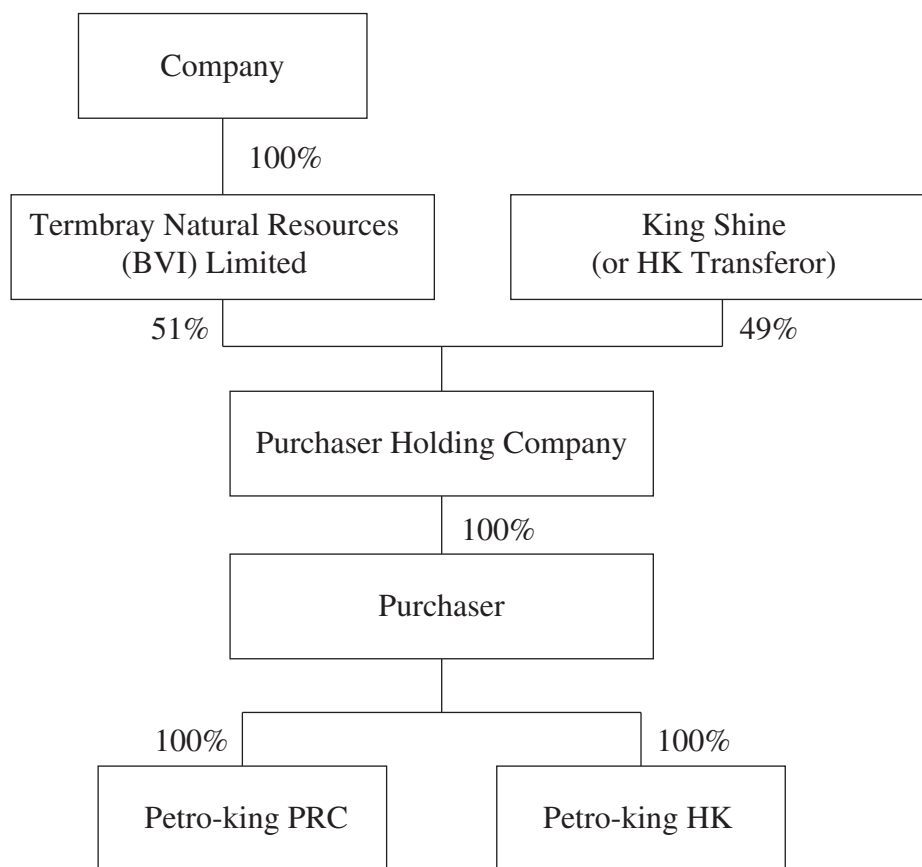 Company
100%
Termbray Natural Resources
(BVI) Limited
King Shine
(or HK Transferor)
51%
49%
Purchaser Holding Company
100%
Purchaser
100%
100%
Petro-king PRC
Petro-king HK